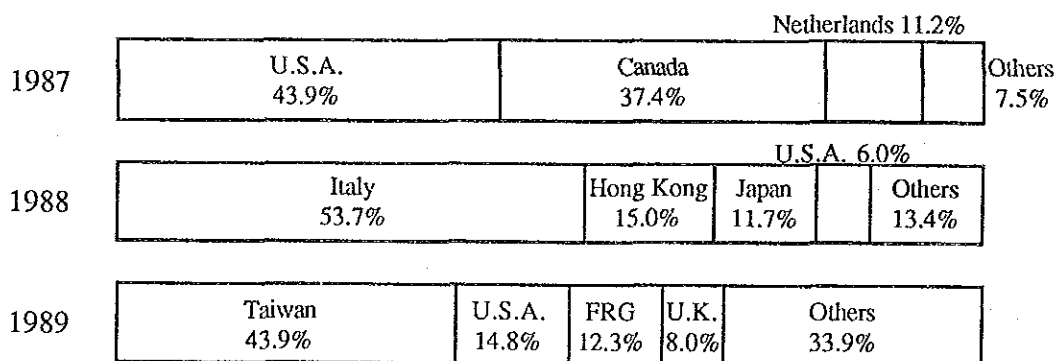 Netherlands 11.2%
1987
U.S.A.
43.9%
Canada
37.4%
Others
7.5%
U.S.A. 6.0%
1988
Italy
53.7%
Hong Kong
15.0%
Japan
11.7%
Others
13.4%
1989
Taiwan
43.9%
U.S.A.
14.8%
FRG
12.3%
U.K.
8.0%
Others
33.9%